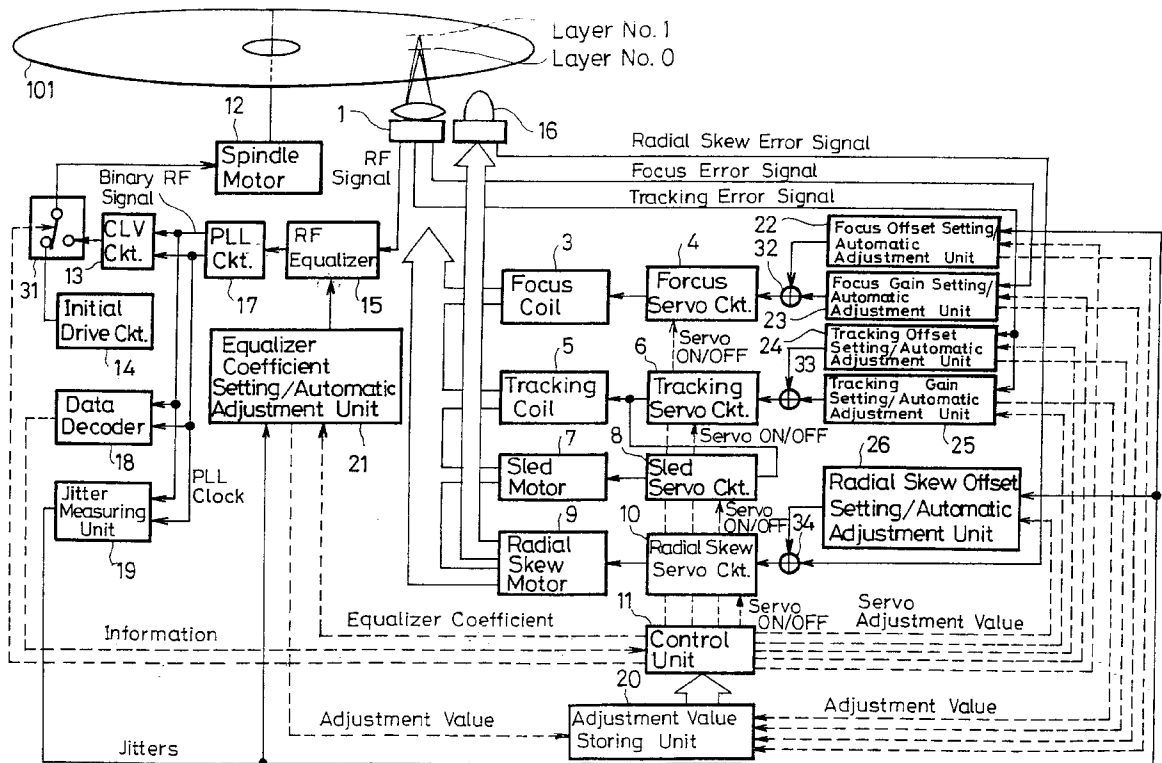 Layer No.1
Layer No.0
101
12
1
16
Spindle
Motor
RF
Signal
Radial Skew Error Signal
Focus Error Signal
Tracking Error Signal
Binary RF
Signal
CLV
Ckt.
13
31
PLL
Ckt.
17
RF
Equalizer
15
Initial
Drive Ckt.
14
3
Focus
Coil
4
Forcus
Servo Ckt.
32
22
Focus Offset Setting/
Automatic
Adjustment Unit
Focus Gain Setting/
Automatic
Adjustment Unit
23
24
Tracking Offset
Setting/Automatic
Adjustment Unit
33
Tracking Gain
Setting/Automatic
Adjustment Unit
25
Servo
ON/OFF
Equalizer
Coefficient
Setting/Automatic
Adjustment Unit
21
5
Tracking
Coil
6
Tracking
Servo Ckt.
Servo ON/OFF
Data
Decoder
18
PLL
Clock
Jitter
Measuring
Unit
19
7
Sled
Motor
8
Sled
Servo Ckt.
Servo
ON/OFF
26
Radial Skew Offset
Setting/Automatic
Adjustment Unit
34
9
Radial
Skew
Motor
10
Radial Skew
Servo Ckt.
Servo
ON/OFF
Servo
Adjustment Value
11
Control
Unit
Information
Equalizer Coefficient
20
Adjustment Value
Storing Unit
Adjustment Value
Jitters